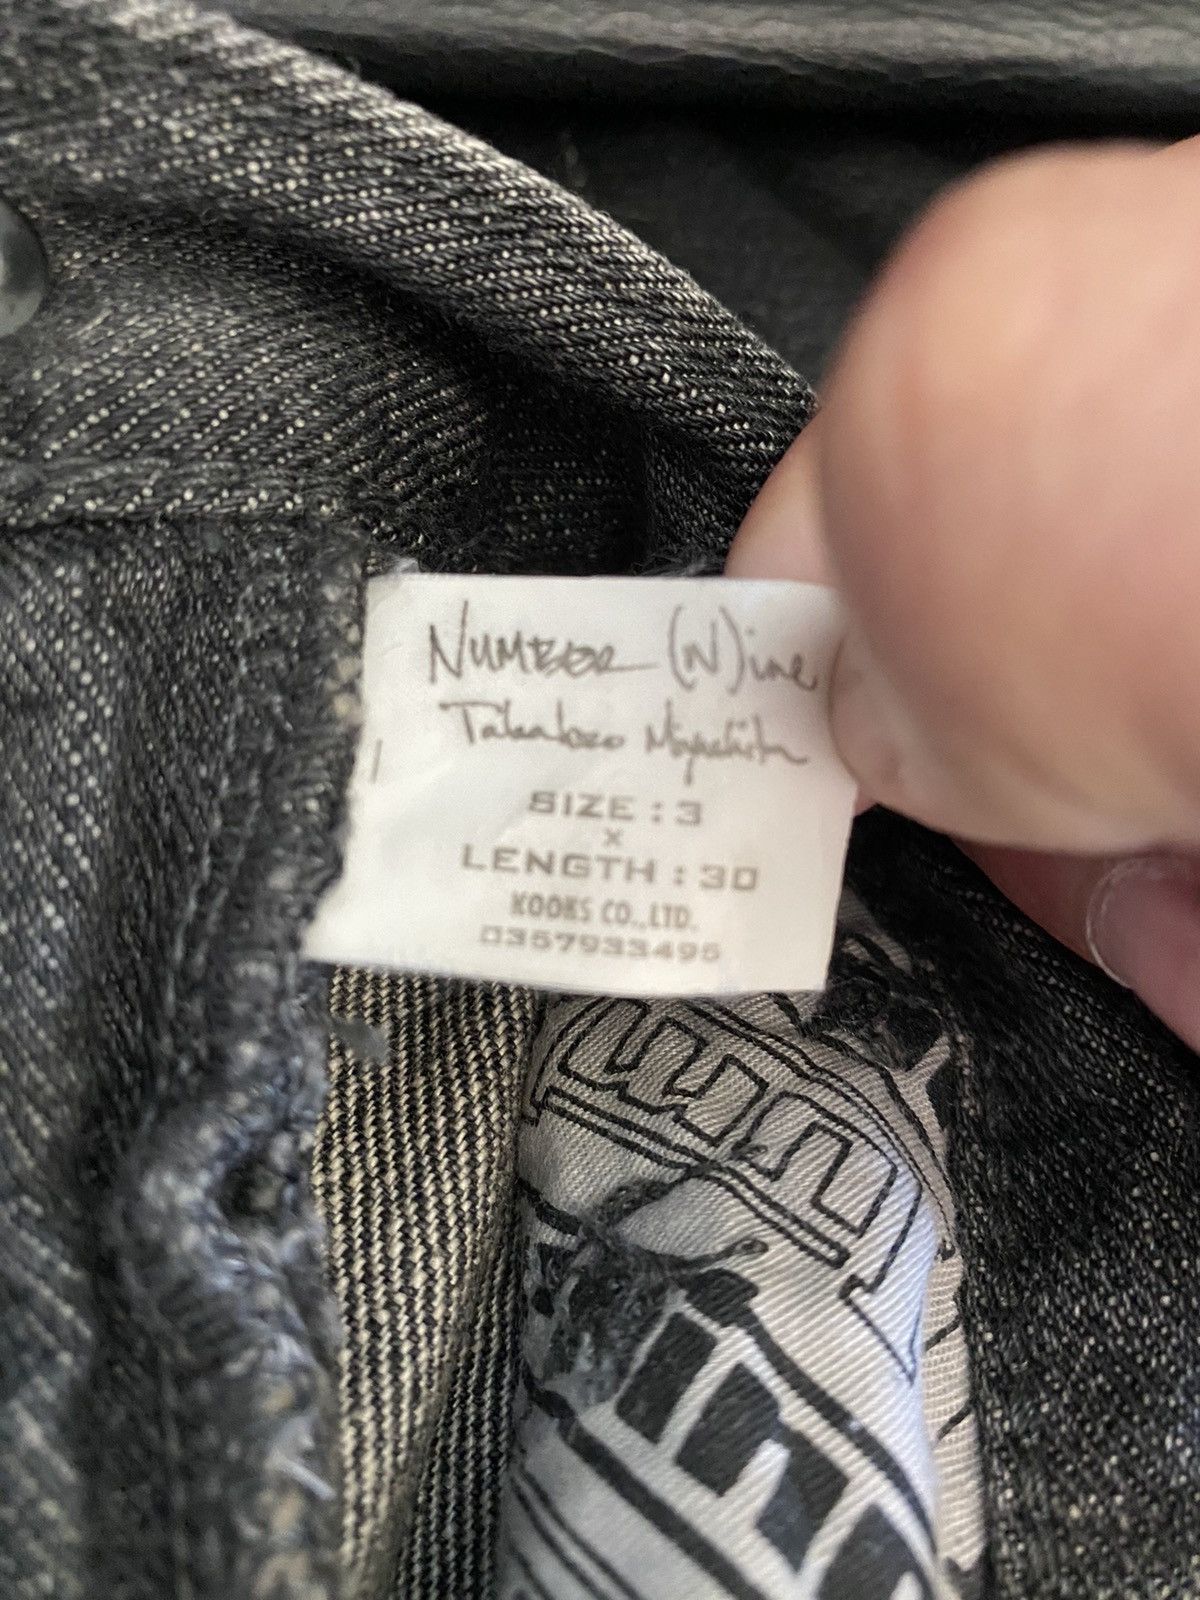 NUMBER (N)ine
Takahiro Miyashita
SIZE : 3
X
LENGTH : 30
KOOKS CO.,LTD.
0357933495